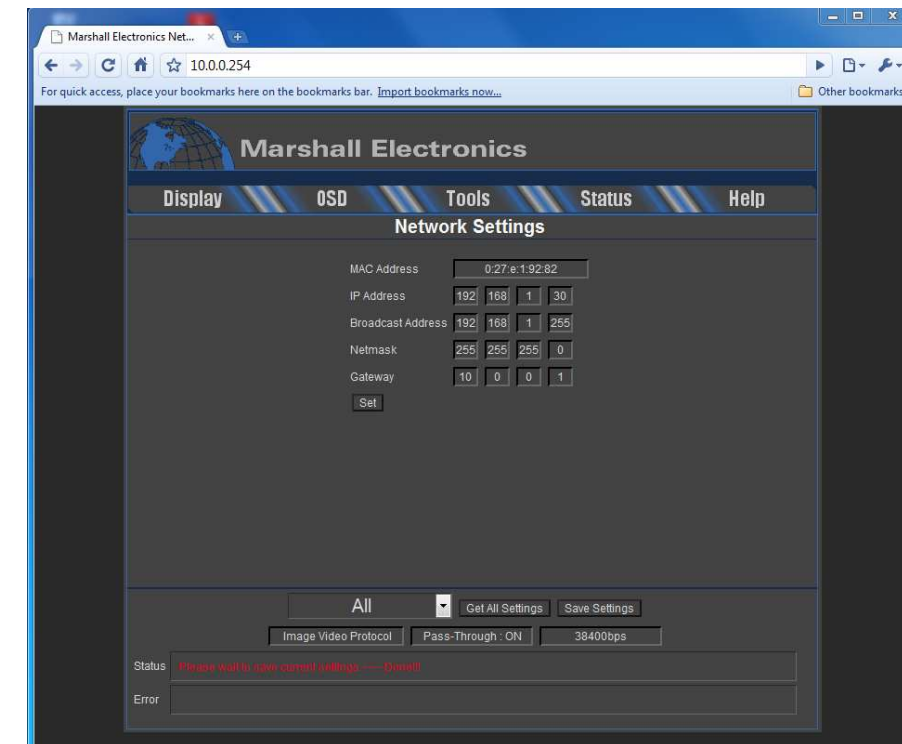 Marshall Electronics Net...
10.0.0.254
For quick access, place your bookmarks here on the bookmarks bar. Import bookmarks now...
Other bookmarks
Marshall Electronics
Display OSD Tools Status Help
Network Settings
MAC Address 0:27:e:1:92:82
IP Address 192 168 1 30
Broadcast Address 192 168 1 255
Netmask 255 255 255 0
Gateway 10 0 0 1
Set
All Get All Settings Save Settings
Image Video Protocol Pass-Through : ON 38400bps
Status Please wait to save current settings ----- Done!!!
Error